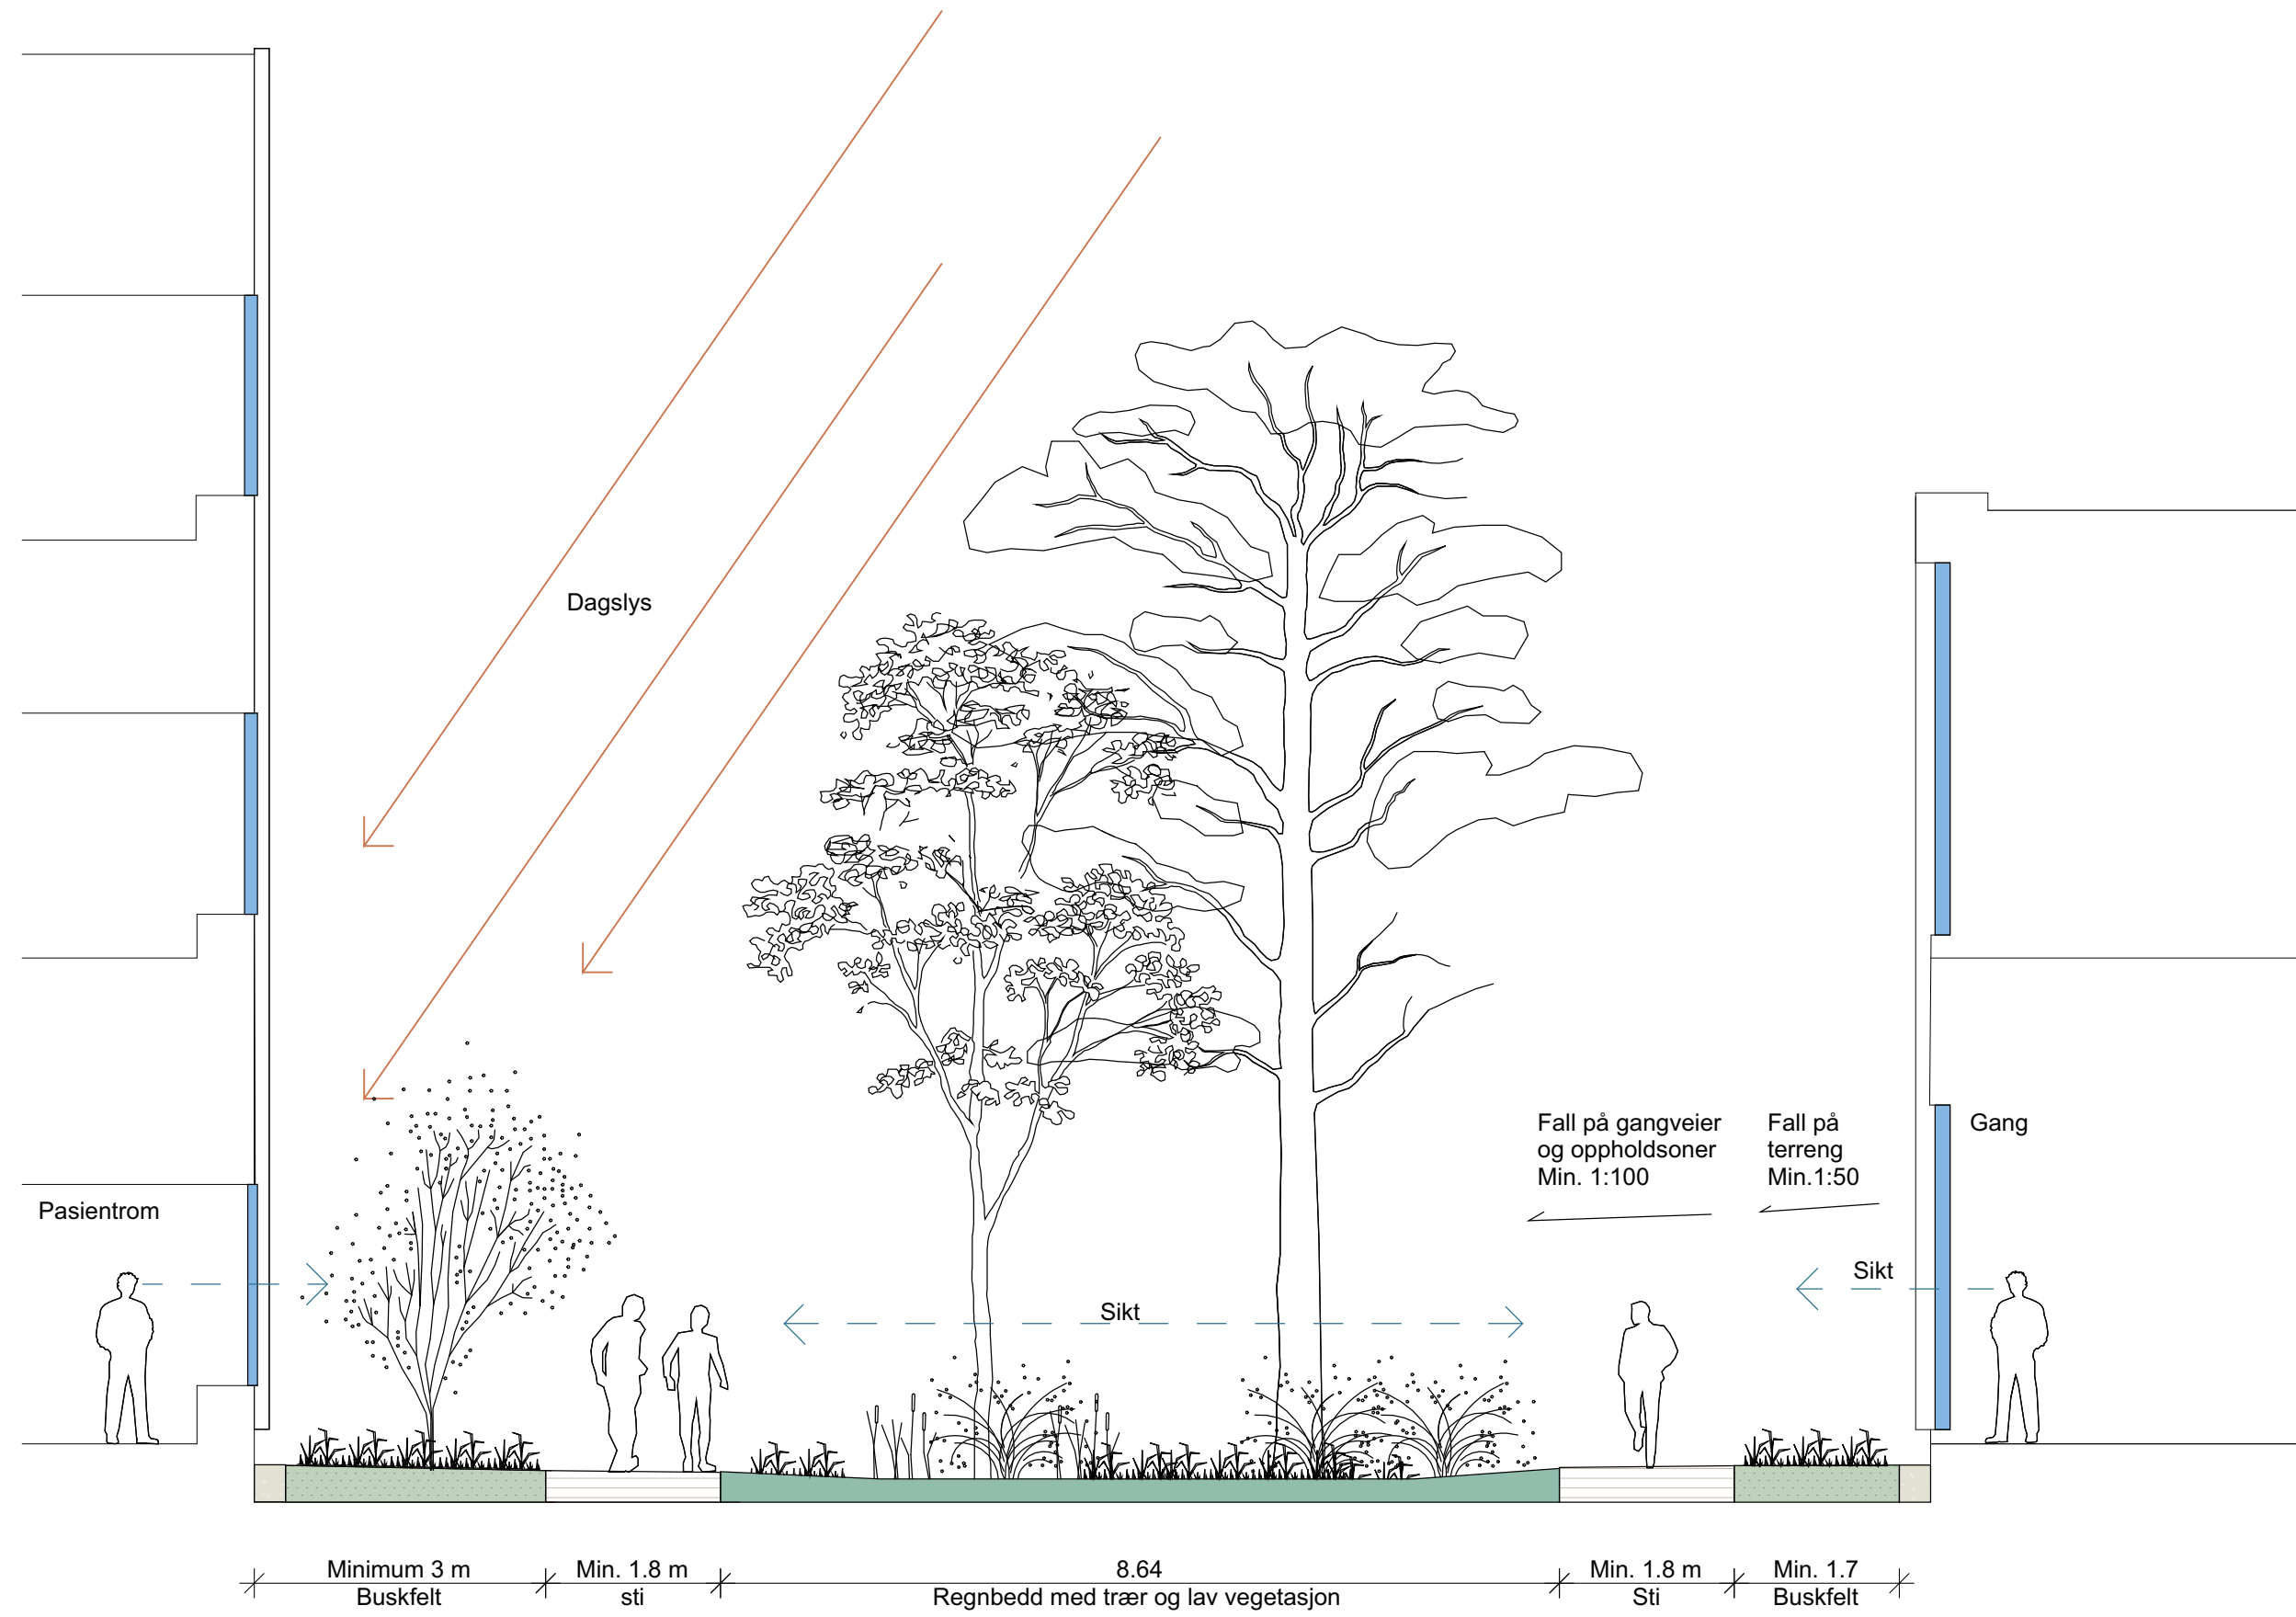 Dagslys
Fall på gangveier
og oppholdsoner
Min. 1:100
Fall på
terreng
Min.1:50
Gang
Pasientrom
Sikt
Sikt
Minimum 3 m
Buskfelt
Min. 1.8 m
sti
8.64
Regnbedd med trær og lav vegetasjon
Min. 1.8 m
Sti
Min. 1.7
Buskfelt